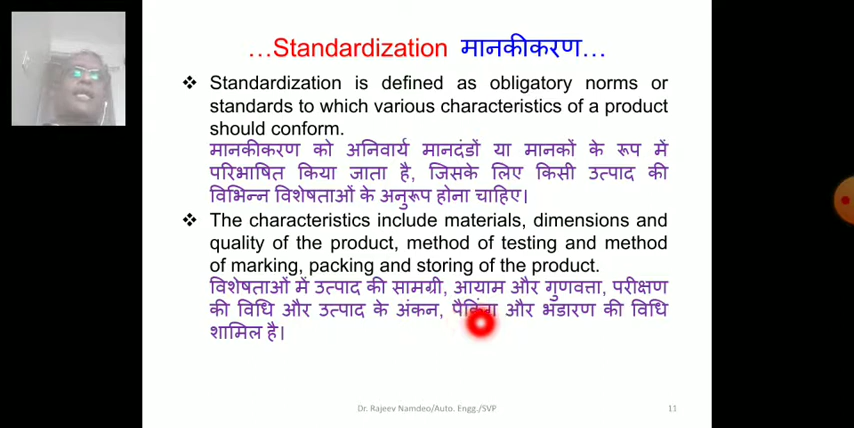 ...Standardization मानकीकरण...
❖ Standardization is defined as obligatory norms or
standards to which various characteristics of a product
should conform.
मानकीकरण को अनिवार्य मानदंडों या मानकों के रूप में
परिभाषित किया जाता है, जिसके लिए किसी उत्पाद की
विभिन्न विशेषताओं के अनुरूप होना चाहिए।
❖ The characteristics include materials, dimensions and
quality of the product, method of testing and method
of marking, packing and storing of the product.
विशेषताओं में उत्पाद की सामग्री, आयाम और गुणवत्ता, परीक्षण
की विधि और उत्पाद के अंकन, पैकिंग और भंडारण की विधि
शामिल है।
Dr. Rajeev Namdeo/Auto. Engg./SVP
11